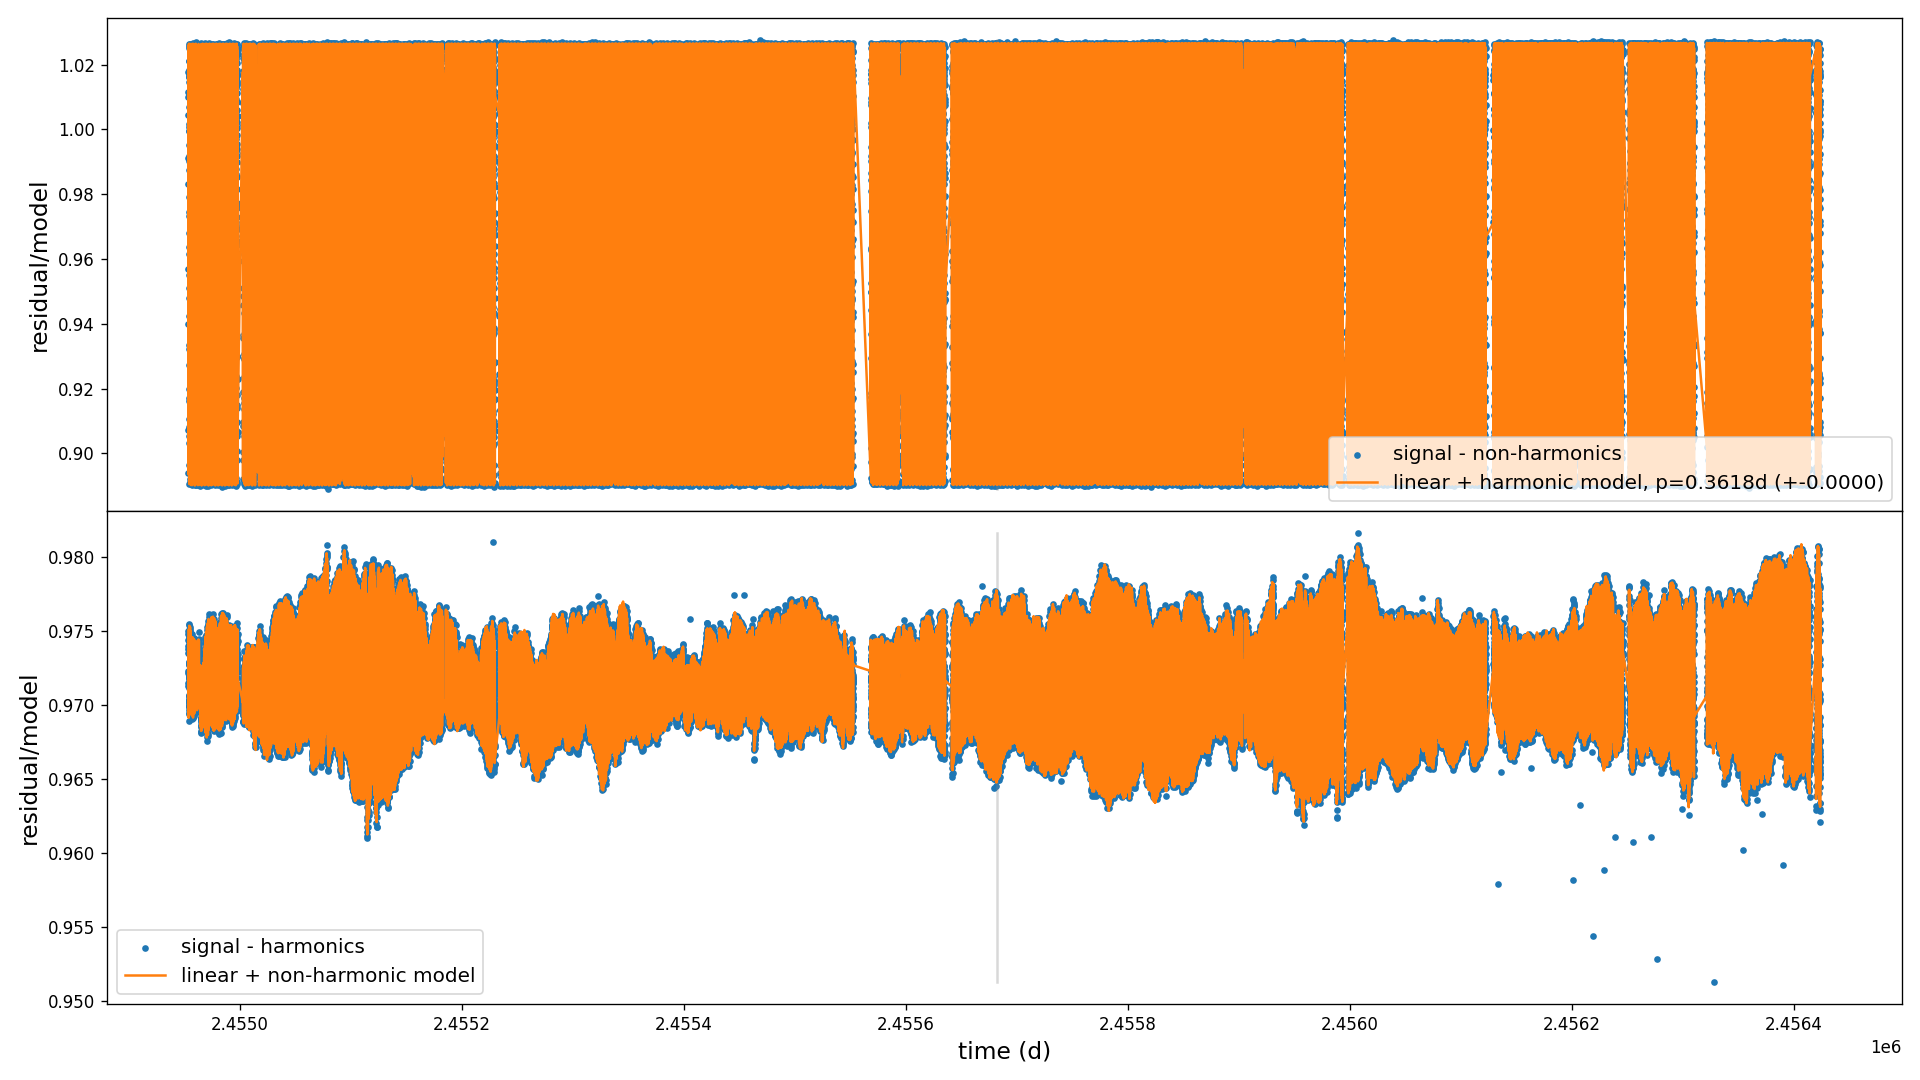 residual/model
1.02
1.00
0.98
0.96
0.94
0.92
0.90
signal - non-harmonics
linear + harmonic model, p=0.3618d (+-0.0000)
residual/model
0.980
0.975
0.970
0.965
0.960
0.955
0.950
signal - harmonics
linear + non-harmonic model
2.4550 2.4552 2.4554 2.4556 2.4558 2.4560 2.4562 2.4564
time (d)
1e6